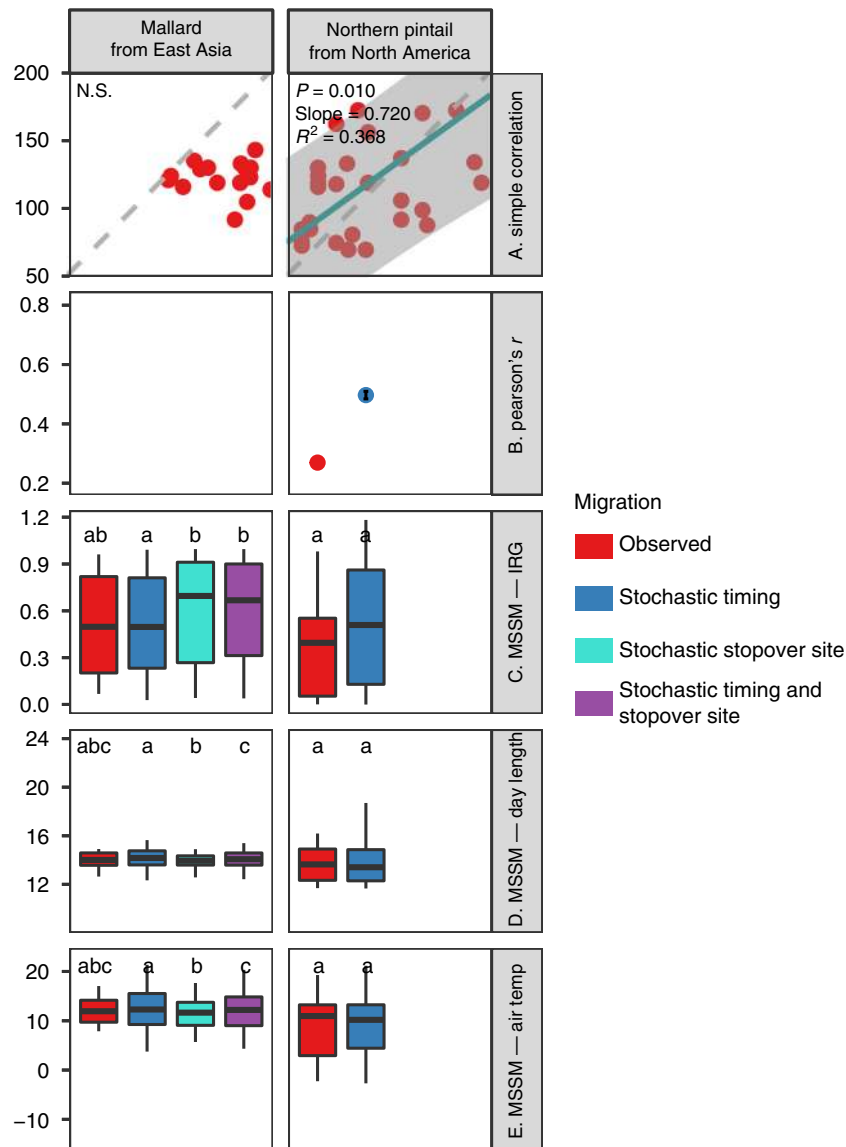 Mallard
from East Asia
Northern pintail
from North America
200
150
100
50
N.S.
P = 0.010
Slope = 0.720
R² = 0.368
A. simple correlation
0.8
0.6
0.4
0.2
B. pearson's r
1.2
0.9
0.6
0.3
0.0
ab a b b
a a
C. MSSM — IRG
24
20
16
12
abc a b c
a a
D. MSSM — day length
20
10
0
−10
abc a b c
a a
E. MSSM — air temp
Migration
Observed
Stochastic timing
Stochastic stopover site
Stochastic timing and
stopover site